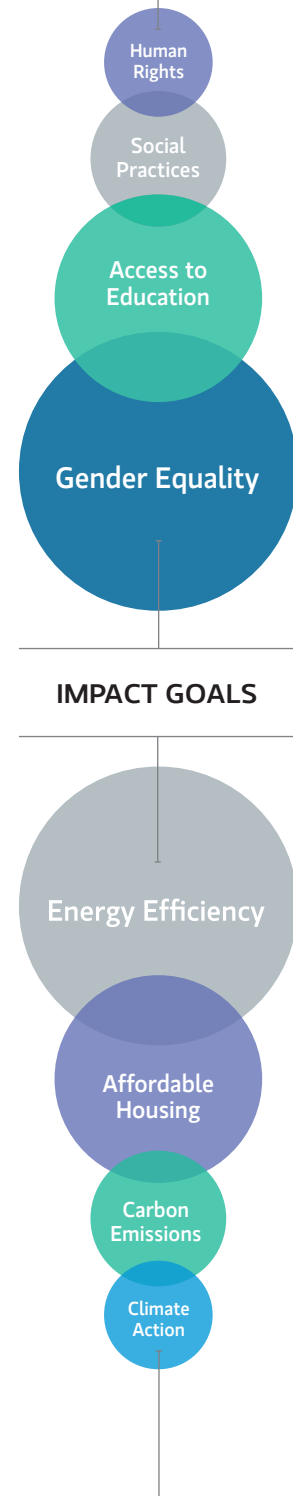 Human
Rights
Social
Practices
Access to
Education
Gender Equality
IMPACT GOALS
Energy Efficiency
Affordable
Housing
Carbon
Emissions
Climate
Action